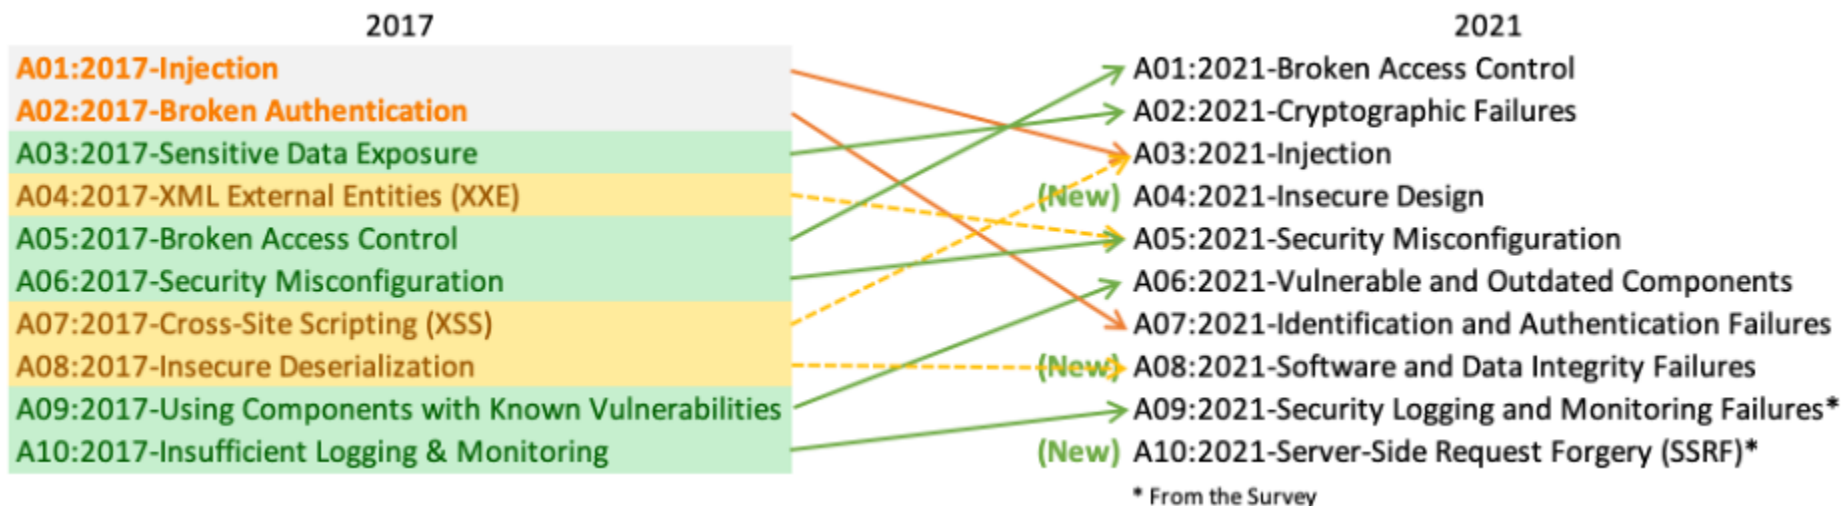 2017
A01:2017-Injection
A02:2017-Broken Authentication
A03:2017-Sensitive Data Exposure
A04:2017-XML External Entities (XXE)
A05:2017-Broken Access Control
A06:2017-Security Misconfiguration
A07:2017-Cross-Site Scripting (XSS)
A08:2017-Insecure Deserialization
A09:2017-Using Components with Known Vulnerabilities
A10:2017-Insufficient Logging & Monitoring
2021
A01:2021-Broken Access Control
A02:2021-Cryptographic Failures
A03:2021-Injection
(New) A04:2021-Insecure Design
A05:2021-Security Misconfiguration
A06:2021-Vulnerable and Outdated Components
A07:2021-Identification and Authentication Failures
(New) A08:2021-Software and Data Integrity Failures
A09:2021-Security Logging and Monitoring Failures*
(New) A10:2021-Server-Side Request Forgery (SSRF)*
* From the Survey